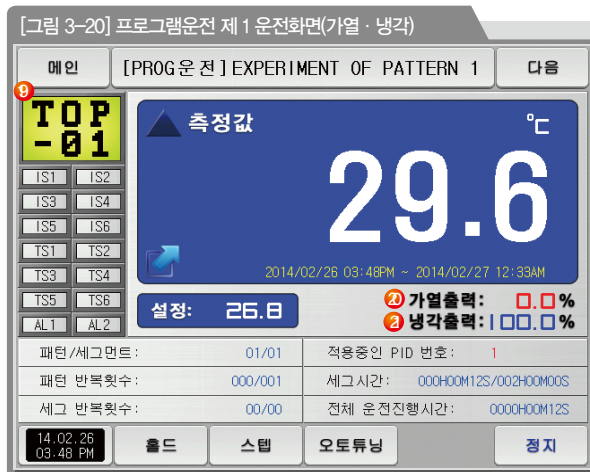 [그림 3-20] 프로그램운전 제 1 운전화면(가열 · 냉각)
메인 [PROG운전] EXPERIMENT OF PATTERN 1 다음
9
TOP
-01
측정값 ℃
29.6
2014/02/26 03:48PM ~ 2014/02/27 12:33AM
IS1 IS2
IS3 IS4
IS5 IS6
TS1 TS2
TS3 TS4
TS5 TS6
AL1 AL2
설정: 26.8
20 가열출력: 0.0%
21 냉각출력: 100.0%
패턴/세그먼트: 01/01 적용중인 PID 번호: 1
패턴 반복횟수: 000/001 세그시간: 000H00M12S/002H00M00S
세그 반복횟수: 00/00 전체 운전진행시간: 0000H00M12S
14.02.26
03:48 PM
홀드 스텝 오토튜닝 정지